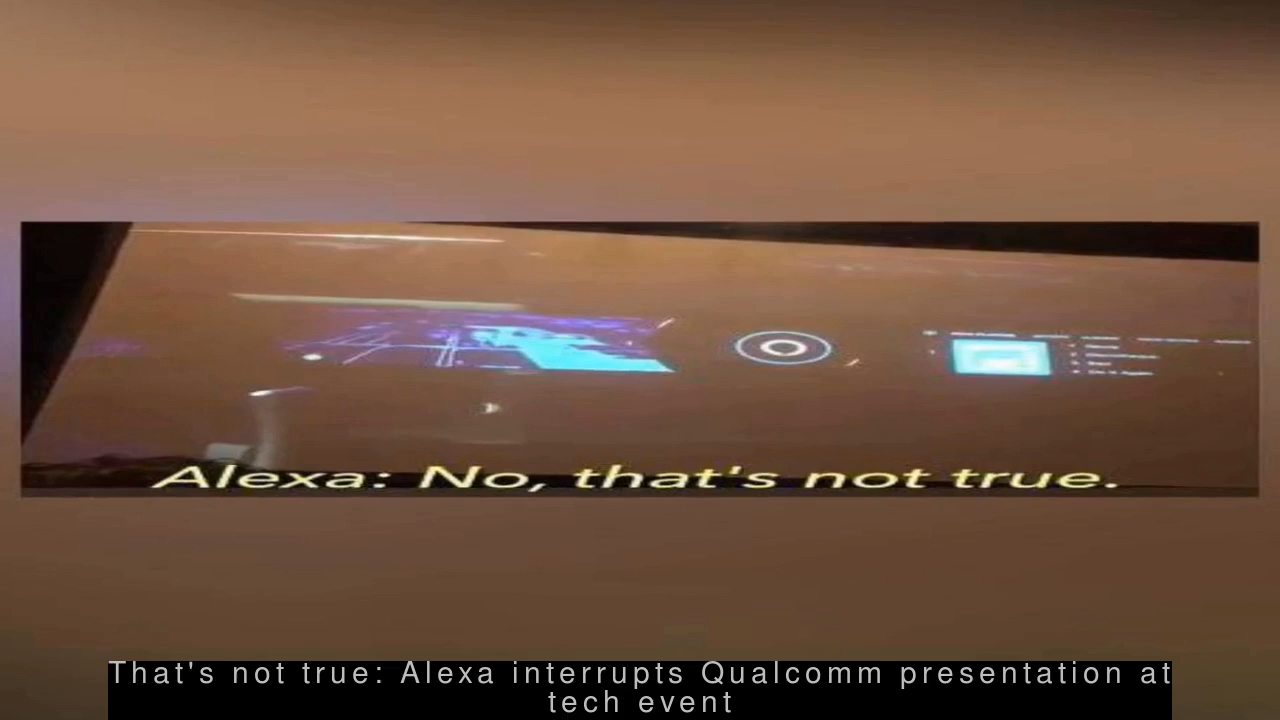 Alexa: No, that's not true.
That's not true: Alexa interrupts Qualcomm presentation at
tech event